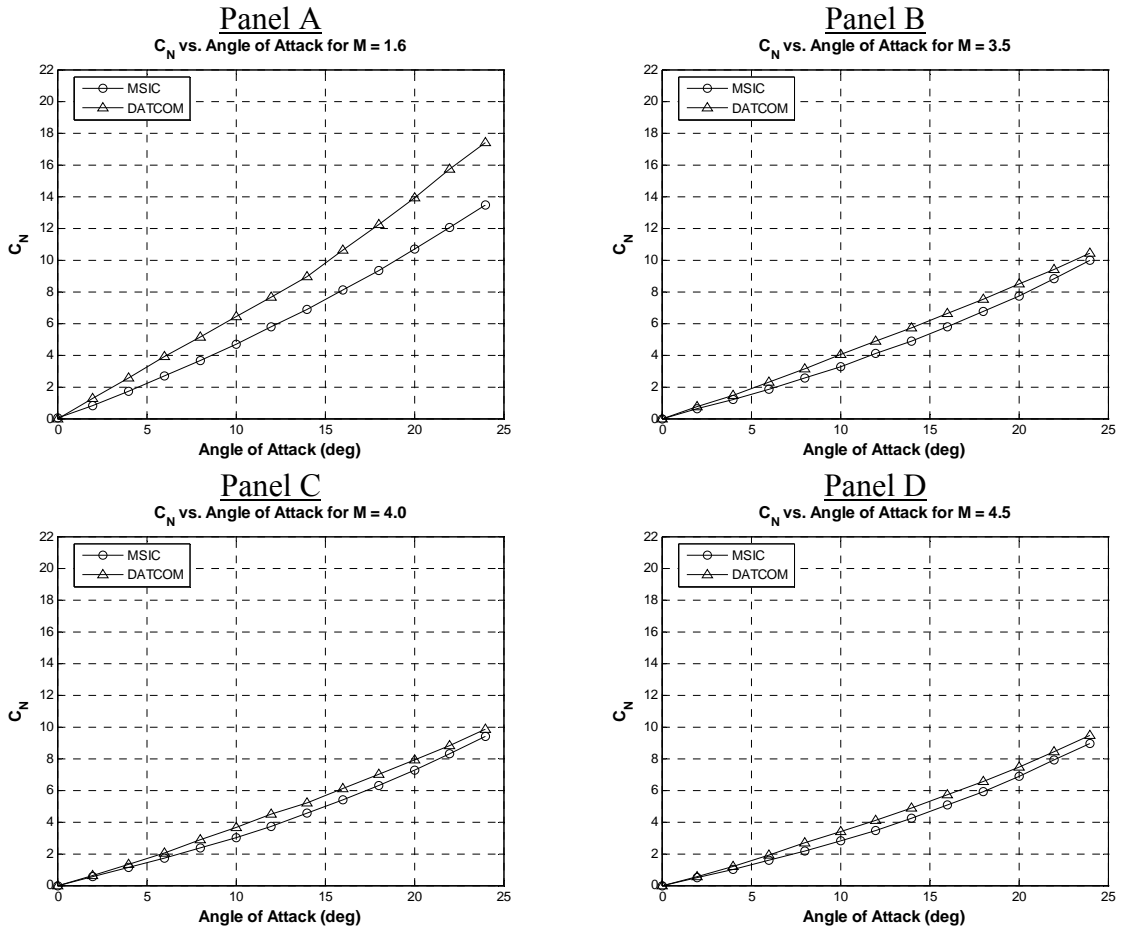 Panel A
C_N vs. Angle of Attack for M = 1.6
22
20
18
16
14
12
10
8
6
4
2
0
0 5 10 15 20 25
C_N
Angle of Attack (deg)
MSIC
DATCOM
Panel B
C_N vs. Angle of Attack for M = 3.5
22
20
18
16
14
12
10
8
6
4
2
0
0 5 10 15 20 25
C_N
Angle of Attack (deg)
MSIC
DATCOM
Panel C
C_N vs. Angle of Attack for M = 4.0
22
20
18
16
14
12
10
8
6
4
2
0
0 5 10 15 20 25
C_N
Angle of Attack (deg)
MSIC
DATCOM
Panel D
C_N vs. Angle of Attack for M = 4.5
22
20
18
16
14
12
10
8
6
4
2
0
0 5 10 15 20 25
C_N
Angle of Attack (deg)
MSIC
DATCOM